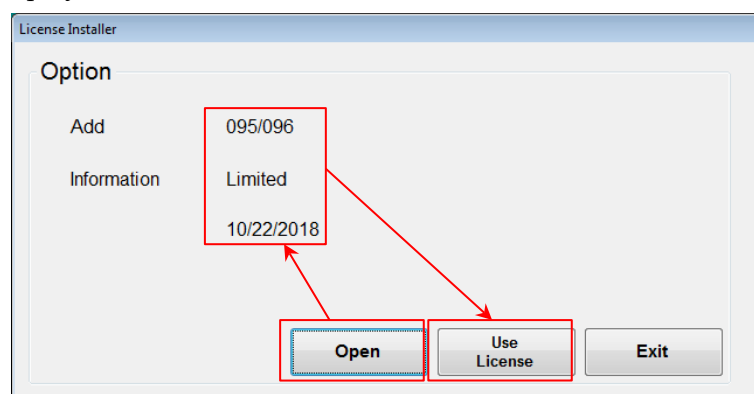 License Installer
Option
Add 095/096
Information Limited
10/22/2018
Open Use License Exit